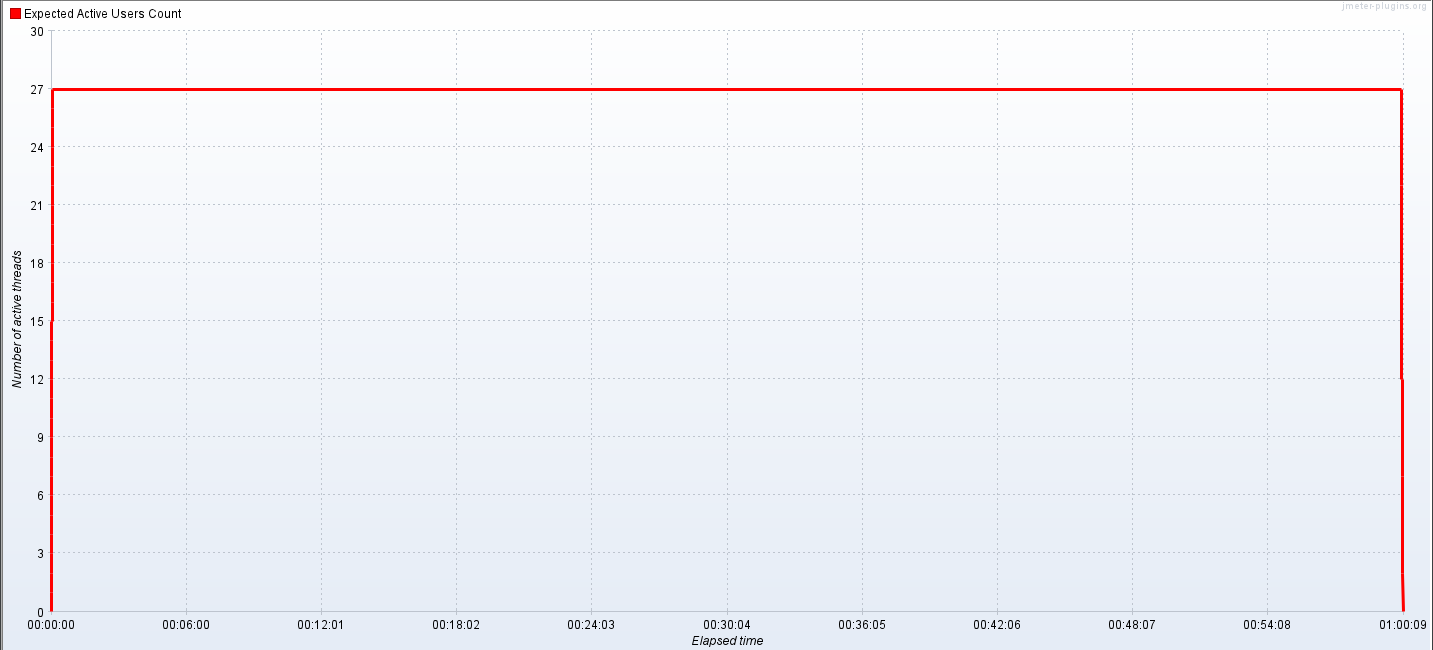 Expected Active Users Count
jmeter-plugins.org
30
27
24
21
18
15
12
9
6
3
0
Number of active threads
00:00:00 00:06:00 00:12:01 00:18:02 00:24:03 00:30:04 00:36:05 00:42:06 00:48:07 00:54:08 01:00:09
Elapsed time